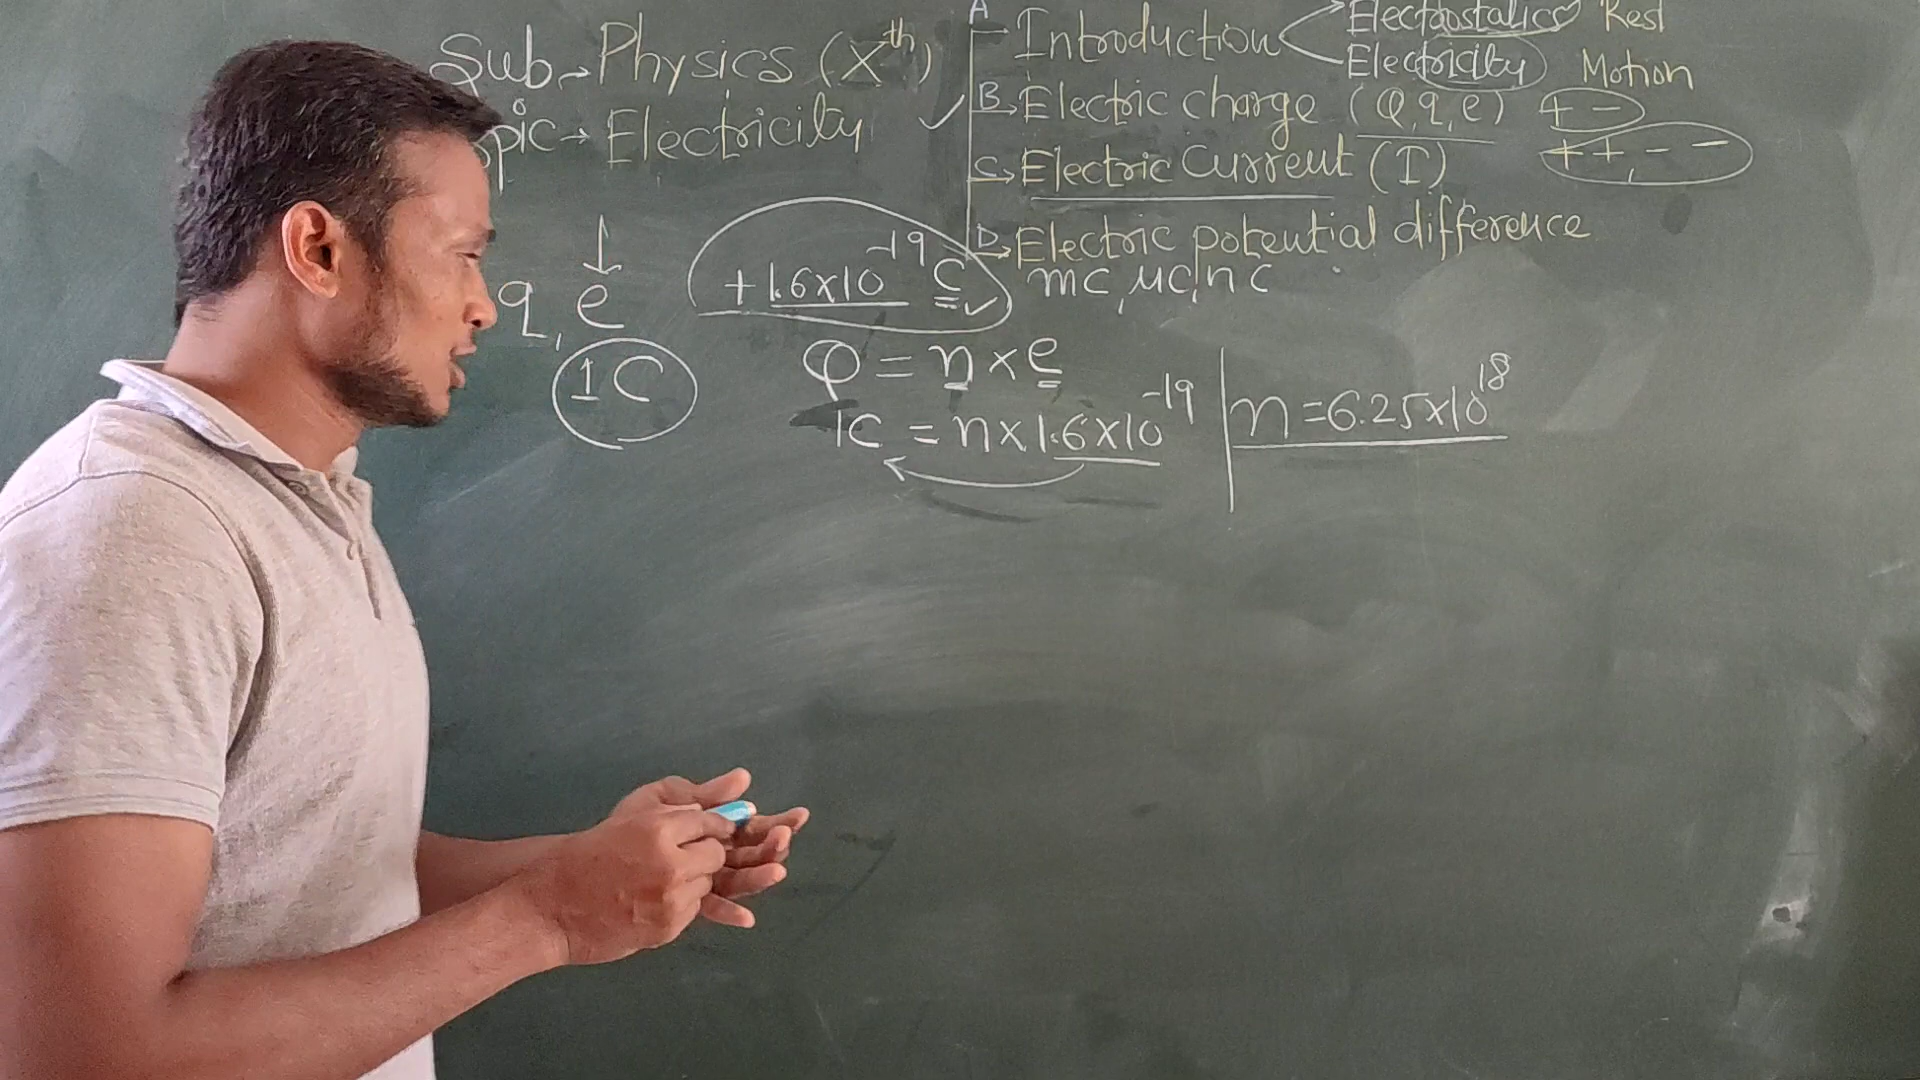 Sub → Physics (Xth)
opic → Electricity
A → Introduction
Electrostatics Rest
Electricity Motion
B → Electric charge (Q, q, e) + -
+ + , - -
C → Electric Current (I)
D → Electric potential difference
q, e
+1.6×10⁻¹⁹ C ✓
mc, μc, nc
1C
Q = n × e
1c = n×1.6×10⁻¹⁹
n = 6.25×10¹⁸